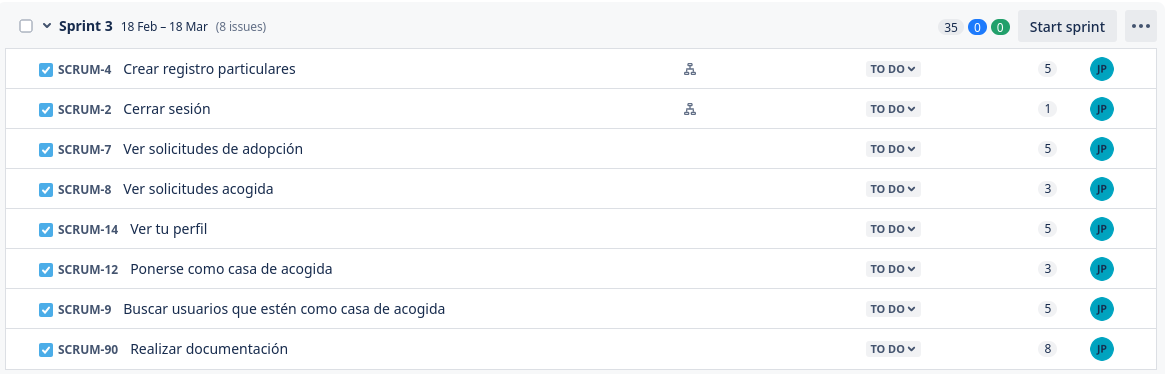 Sprint 3 18 Feb – 18 Mar (8 issues) 35 0 0 Start sprint
SCRUM-4 Crear registro particulares TO DO 5 JP
SCRUM-2 Cerrar sesión TO DO 1 JP
SCRUM-7 Ver solicitudes de adopción TO DO 5 JP
SCRUM-8 Ver solicitudes acogida TO DO 3 JP
SCRUM-14 Ver tu perfil TO DO 5 JP
SCRUM-12 Ponerse como casa de acogida TO DO 3 JP
SCRUM-9 Buscar usuarios que estén como casa de acogida TO DO 5 JP
SCRUM-90 Realizar documentación TO DO 8 JP